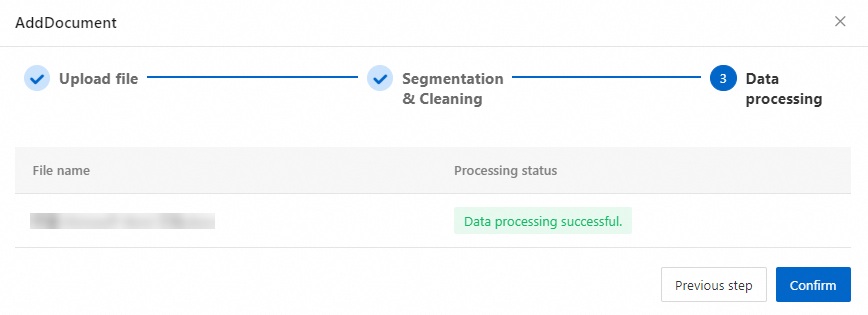 AddDocument
Upload file
Segmentation
& Cleaning
3
Data
processing
File name
Processing status
Data processing successful.
Previous step
Confirm